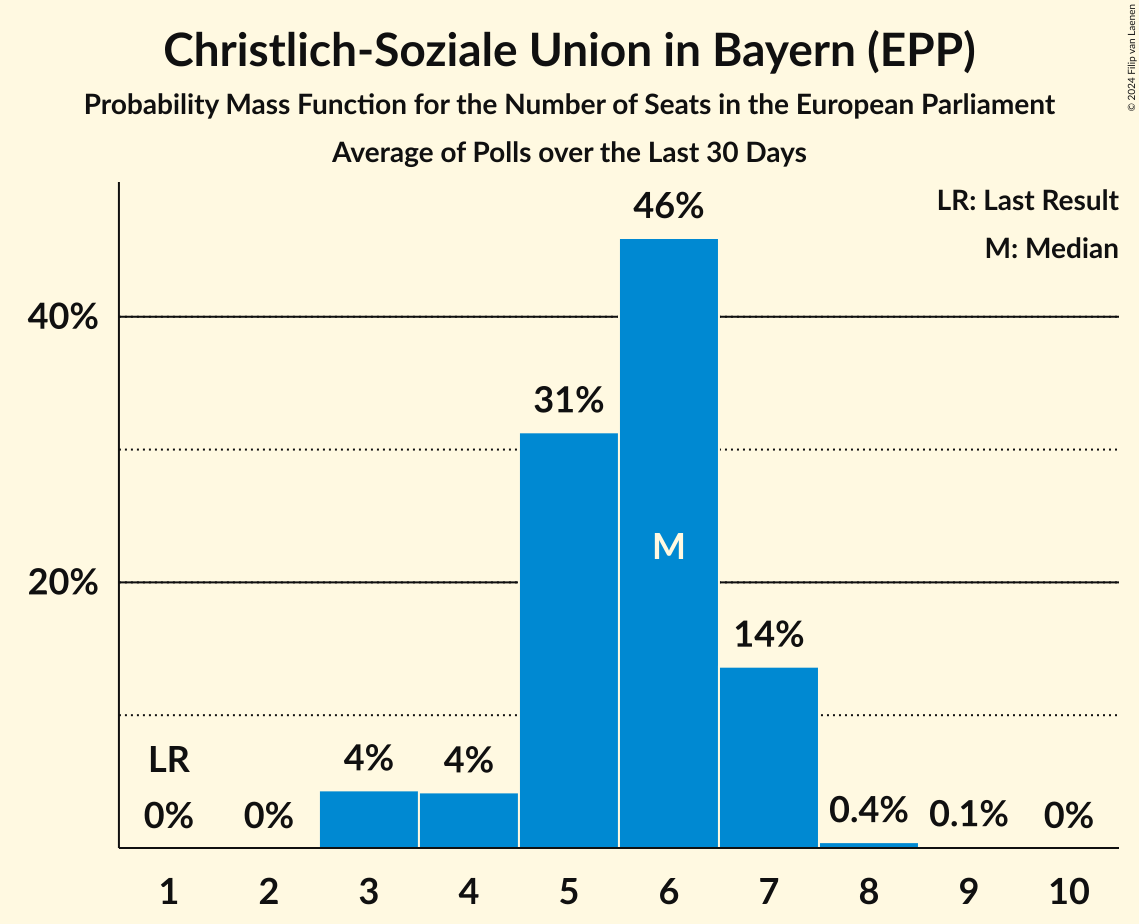 Christlich-Soziale Union in Bayern (EPP)
Probability Mass Function for the Number of Seats in the European Parliament
Average of Polls over the Last 30 Days
© 2024 Filip van Laenen
LR: Last Result
M: Median
46%
40%
31%
M
20%
14%
LR
4%
4%
0%
0%
0.4%
0.1%
0%
1 2 3 4 5 6 7 8 9 10